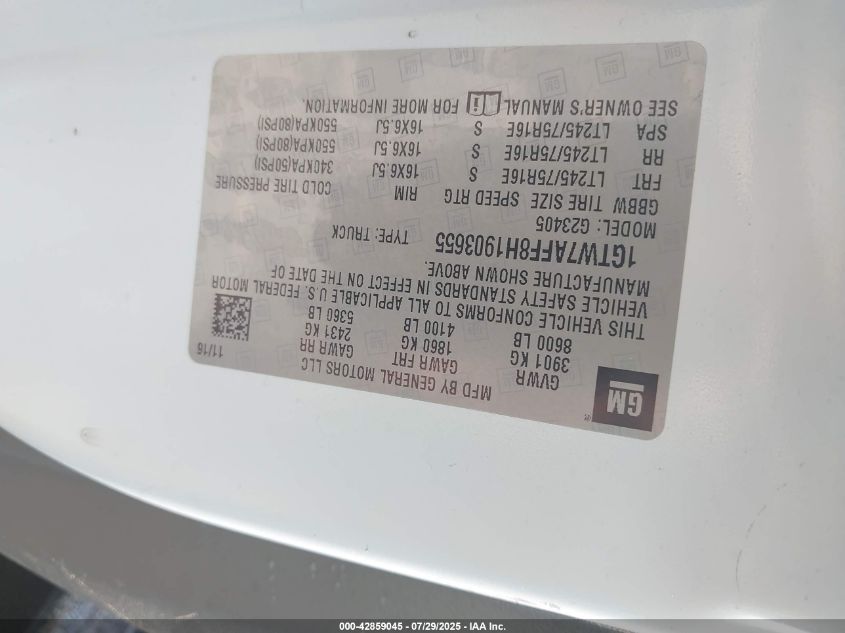 GM
MFD BY GENERAL MOTORS LLC
11/16
GVWR GAWR FRT GAWR RR
3901 KG 1860 KG 2431 KG
8600 LB 4100 LB 5360 LB
THIS VEHICLE CONFORMS TO ALL APPLICABLE U.S. FEDERAL MOTOR
VEHICLE SAFETY STANDARDS IN EFFECT ON THE DATE OF
MANUFACTURE SHOWN ABOVE.
1GTW7AFF8H1903655 TYPE: TRUCK
MODEL: G23405
GBBW TIRE SIZE SPEED RTG RIM COLD TIRE PRESSURE
FRT LT245/75R16E S 16X6.5J 340KPA(50PSI)
RR LT245/75R16E S 16X6.5J 550KPA(80PSI)
SPA LT245/75R16E S 16X6.5J 550KPA(80PSI)
SEE OWNER'S MANUAL FOR MORE INFORMATION.
000-42859045 - 07/29/2025 - IAA Inc.